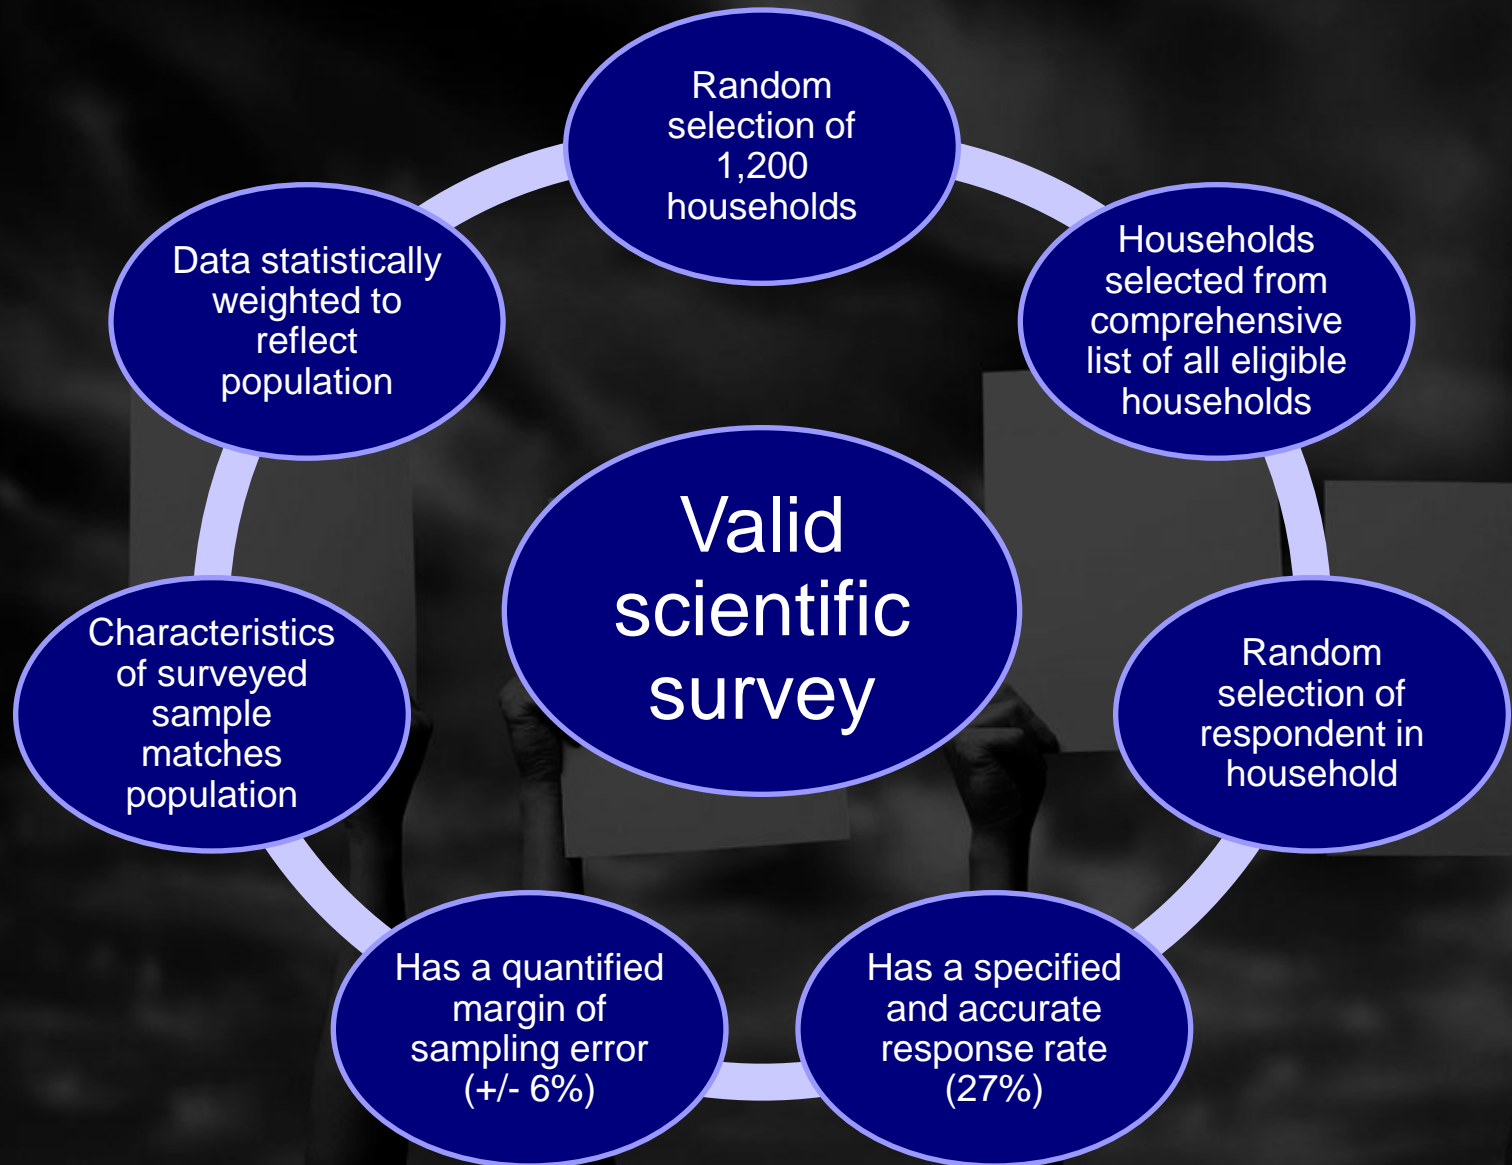 Random
selection of
1,200
households
Households
selected from
comprehensive
list of all eligible
households
Random
selection of
respondent in
household
Has a specified
and accurate
response rate
(27%)
Has a quantified
margin of
sampling error
(+/- 6%)
Characteristics
of surveyed
sample
matches
population
Data statistically
weighted to
reflect
population
Valid
scientific
survey